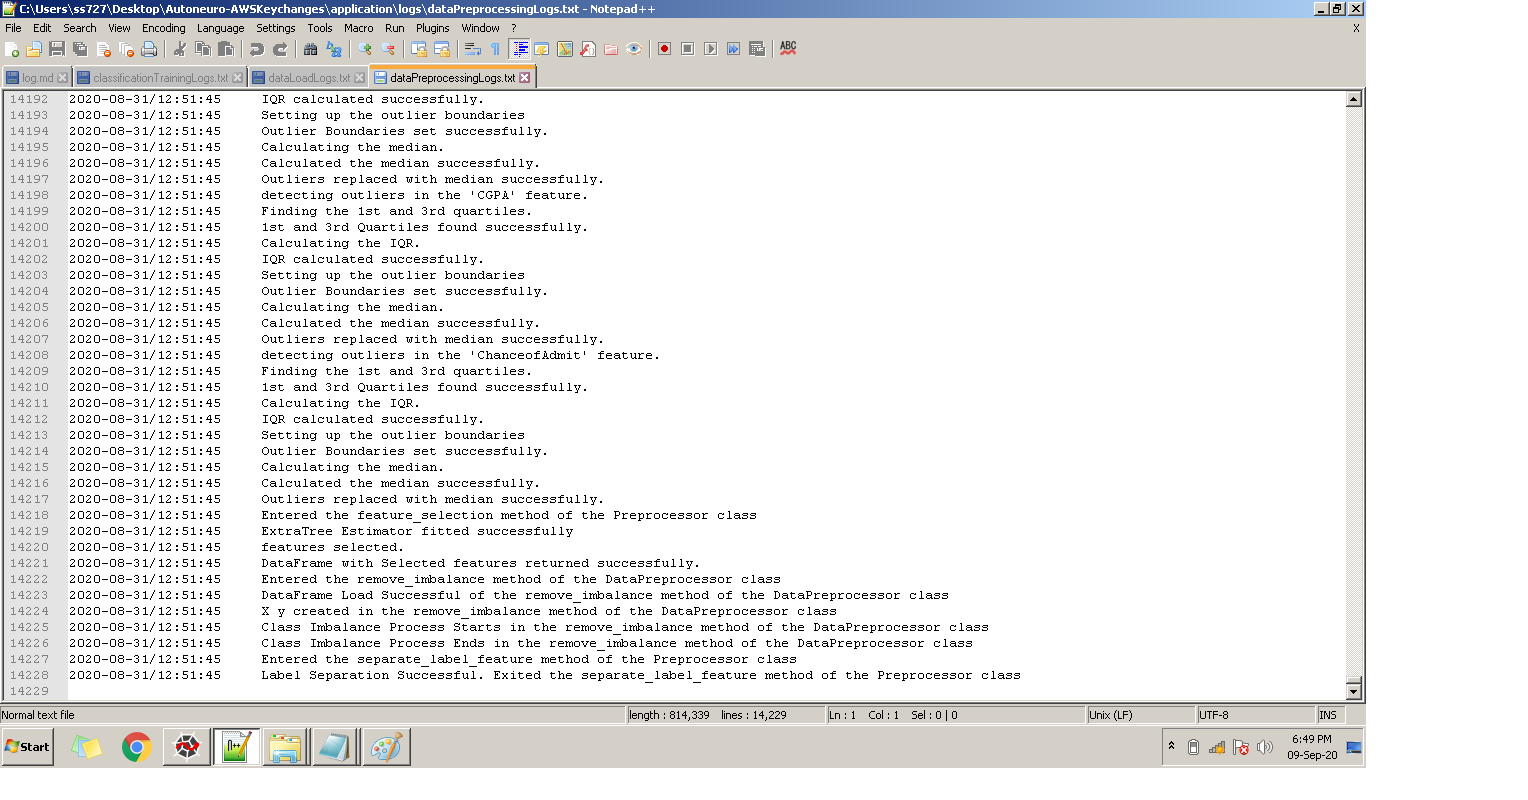 C:\Users\ss727\Desktop\Autoneuro-AWSKeychanges\application\logs\dataPreprocessingLogs.txt - Notepad++
File Edit Search View Encoding Language Settings Tools Macro Run Plugins Window ? X
ABC
log.md classificationTrainingLogs.txt dataLoadLogs.txt dataPreprocessingLogs.txt
14192 2020-08-31/12:51:45 IQR calculated successfully.
14193 2020-08-31/12:51:45 Setting up the outlier boundaries
14194 2020-08-31/12:51:45 Outlier Boundaries set successfully.
14195 2020-08-31/12:51:45 Calculating the median.
14196 2020-08-31/12:51:45 Calculated the median successfully.
14197 2020-08-31/12:51:45 Outliers replaced with median successfully.
14198 2020-08-31/12:51:45 detecting outliers in the 'CGPA' feature.
14199 2020-08-31/12:51:45 Finding the 1st and 3rd quartiles.
14200 2020-08-31/12:51:45 1st and 3rd Quartiles found successfully.
14201 2020-08-31/12:51:45 Calculating the IQR.
14202 2020-08-31/12:51:45 IQR calculated successfully.
14203 2020-08-31/12:51:45 Setting up the outlier boundaries
14204 2020-08-31/12:51:45 Outlier Boundaries set successfully.
14205 2020-08-31/12:51:45 Calculating the median.
14206 2020-08-31/12:51:45 Calculated the median successfully.
14207 2020-08-31/12:51:45 Outliers replaced with median successfully.
14208 2020-08-31/12:51:45 detecting outliers in the 'ChanceofAdmit' feature.
14209 2020-08-31/12:51:45 Finding the 1st and 3rd quartiles.
14210 2020-08-31/12:51:45 1st and 3rd Quartiles found successfully.
14211 2020-08-31/12:51:45 Calculating the IQR.
14212 2020-08-31/12:51:45 IQR calculated successfully.
14213 2020-08-31/12:51:45 Setting up the outlier boundaries
14214 2020-08-31/12:51:45 Outlier Boundaries set successfully.
14215 2020-08-31/12:51:45 Calculating the median.
14216 2020-08-31/12:51:45 Calculated the median successfully.
14217 2020-08-31/12:51:45 Outliers replaced with median successfully.
14218 2020-08-31/12:51:45 Entered the feature_selection method of the Preprocessor class
14219 2020-08-31/12:51:45 ExtraTree Estimator fitted successfully
14220 2020-08-31/12:51:45 features selected.
14221 2020-08-31/12:51:45 DataFrame with Selected features returned successfully.
14222 2020-08-31/12:51:45 Entered the remove_imbalance method of the DataPreprocessor class
14223 2020-08-31/12:51:45 DataFrame Load Successful of the remove_imbalance method of the DataPreprocessor class
14224 2020-08-31/12:51:45 X y created in the remove_imbalance method of the DataPreprocessor class
14225 2020-08-31/12:51:45 Class Imbalance Process Starts in the remove_imbalance method of the DataPreprocessor class
14226 2020-08-31/12:51:45 Class Imbalance Process Ends in the remove_imbalance method of the DataPreprocessor class
14227 2020-08-31/12:51:45 Entered the separate_label_feature method of the Preprocessor class
14228 2020-08-31/12:51:45 Label Separation Successful. Exited the separate_label_feature method of the Preprocessor class
14229
Normal text file length : 814,339 lines : 14,229 Ln : 1 Col : 1 Sel : 0 | 0 Unix (LF) UTF-8 INS
Start 6:49 PM
09-Sep-20